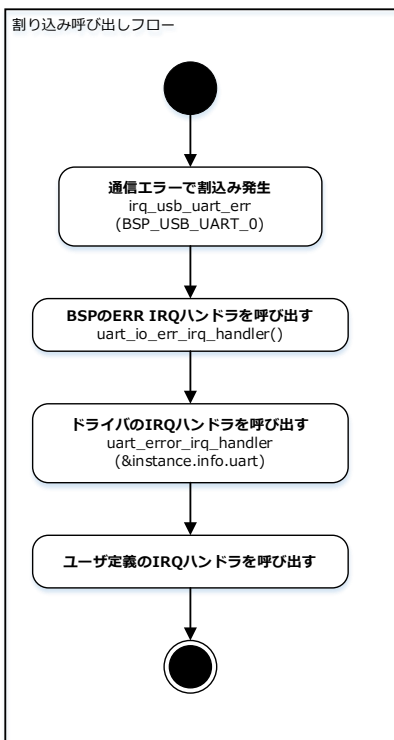 割り込み呼び出しフロー
通信エラーで割込み発生
irq_usb_uart_err
(BSP_USB_UART_0)
BSPのERR IRQハンドラを呼び出す
uart_io_err_irq_handler()
ドライバのIRQハンドラを呼び出す
uart_error_irq_handler
(&instance.info.uart)
ユーザ定義のIRQハンドラを呼び出す